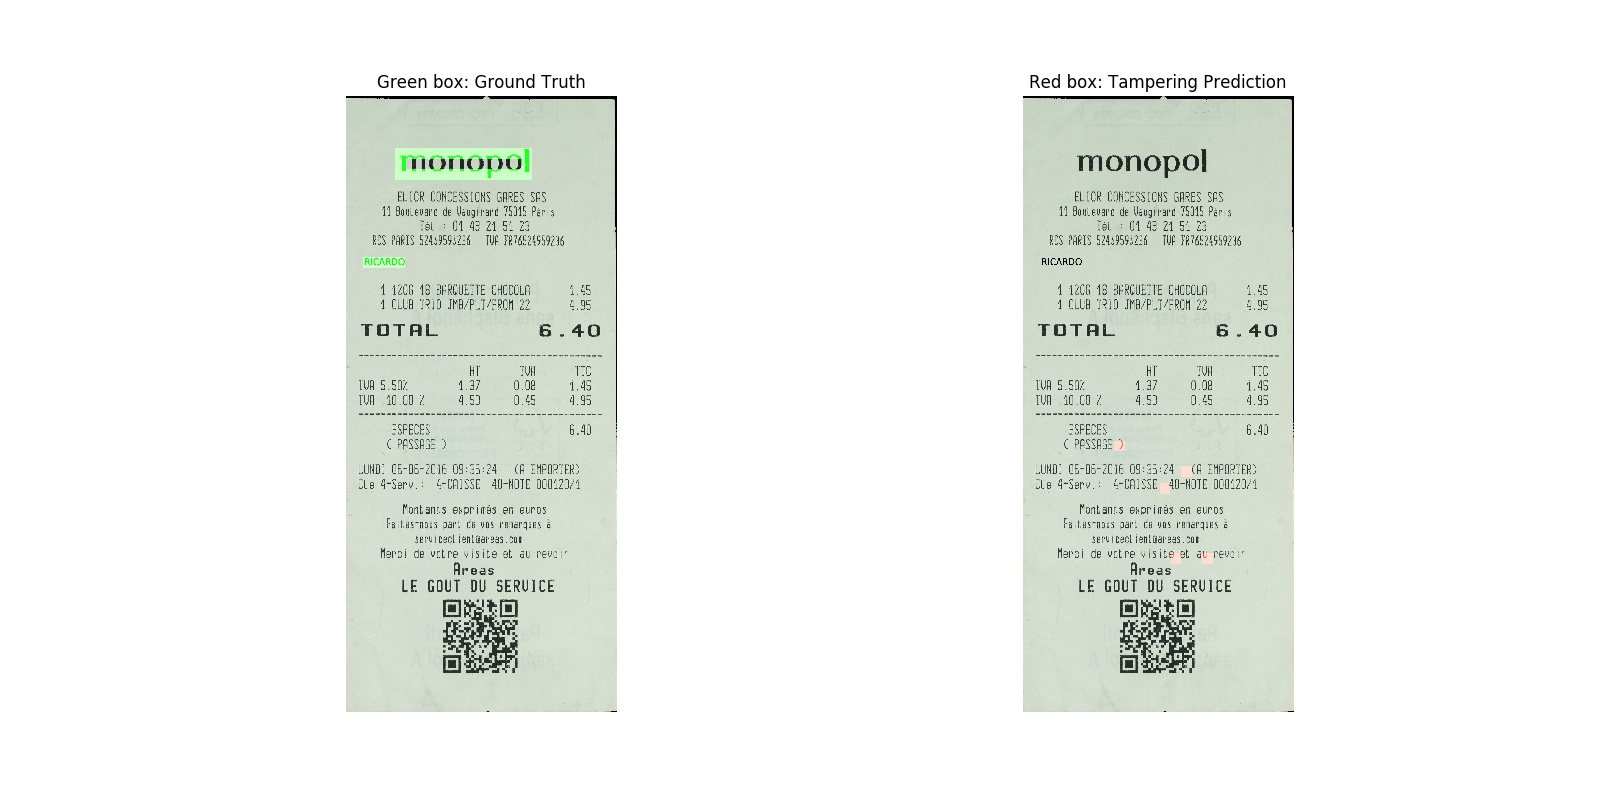 Green box: Ground Truth
monopol
ELIOR CONCESSIONS GARES SAS
11 Boulevard de Vaugirard 75015 Paris
Tél : 01 43 21 51 23
RCS PARIS TVA
RICARDO
1 120G 18 BARQUETTE CHOCOLA 1.45
1 CLUB TRIO JMB/PLT/FROM 22 4.95
TOTAL 6.40
HT TVA TTC
TVA 5.50% 1.37 0.08 1.45
TVA 10.00 % 4.50 0.45 4.95
ESPECES 6.40
( PASSAGE )
LUNDI 06-06-2016 09:35:24 (A EMPORTER)
Cle 4-Serv.: 4-CAISSE 40-NOTE 000120/1
Montants exprimés en euros
Faites-nous part de vos remarques à
serviceclient@areas.com
Merci de votre visite et au revoir
Areas
LE GOUT DU SERVICE
Red box: Tampering Prediction
monopol
ELIOR CONCESSIONS GARES SAS
11 Boulevard de Vaugirard 75015 Paris
Tél : 01 43 21 51 23
RCS PARIS TVA
RICARDO
1 120G 18 BARQUETTE CHOCOLA 1.45
1 CLUB TRIO JMB/PLT/FROM 22 4.95
TOTAL 6.40
HT TVA TTC
TVA 5.50% 1.37 0.08 1.45
TVA 10.00 % 4.50 0.45 4.95
ESPECES 6.40
( PASSAGE )
LUNDI 06-06-2016 09:35:24 (A EMPORTER)
Cle 4-Serv.: 4-CAISSE 40-NOTE 000120/1
Montants exprimés en euros
Faites-nous part de vos remarques à
serviceclient@areas.com
Merci de votre visite et au revoir
Areas
LE GOUT DU SERVICE